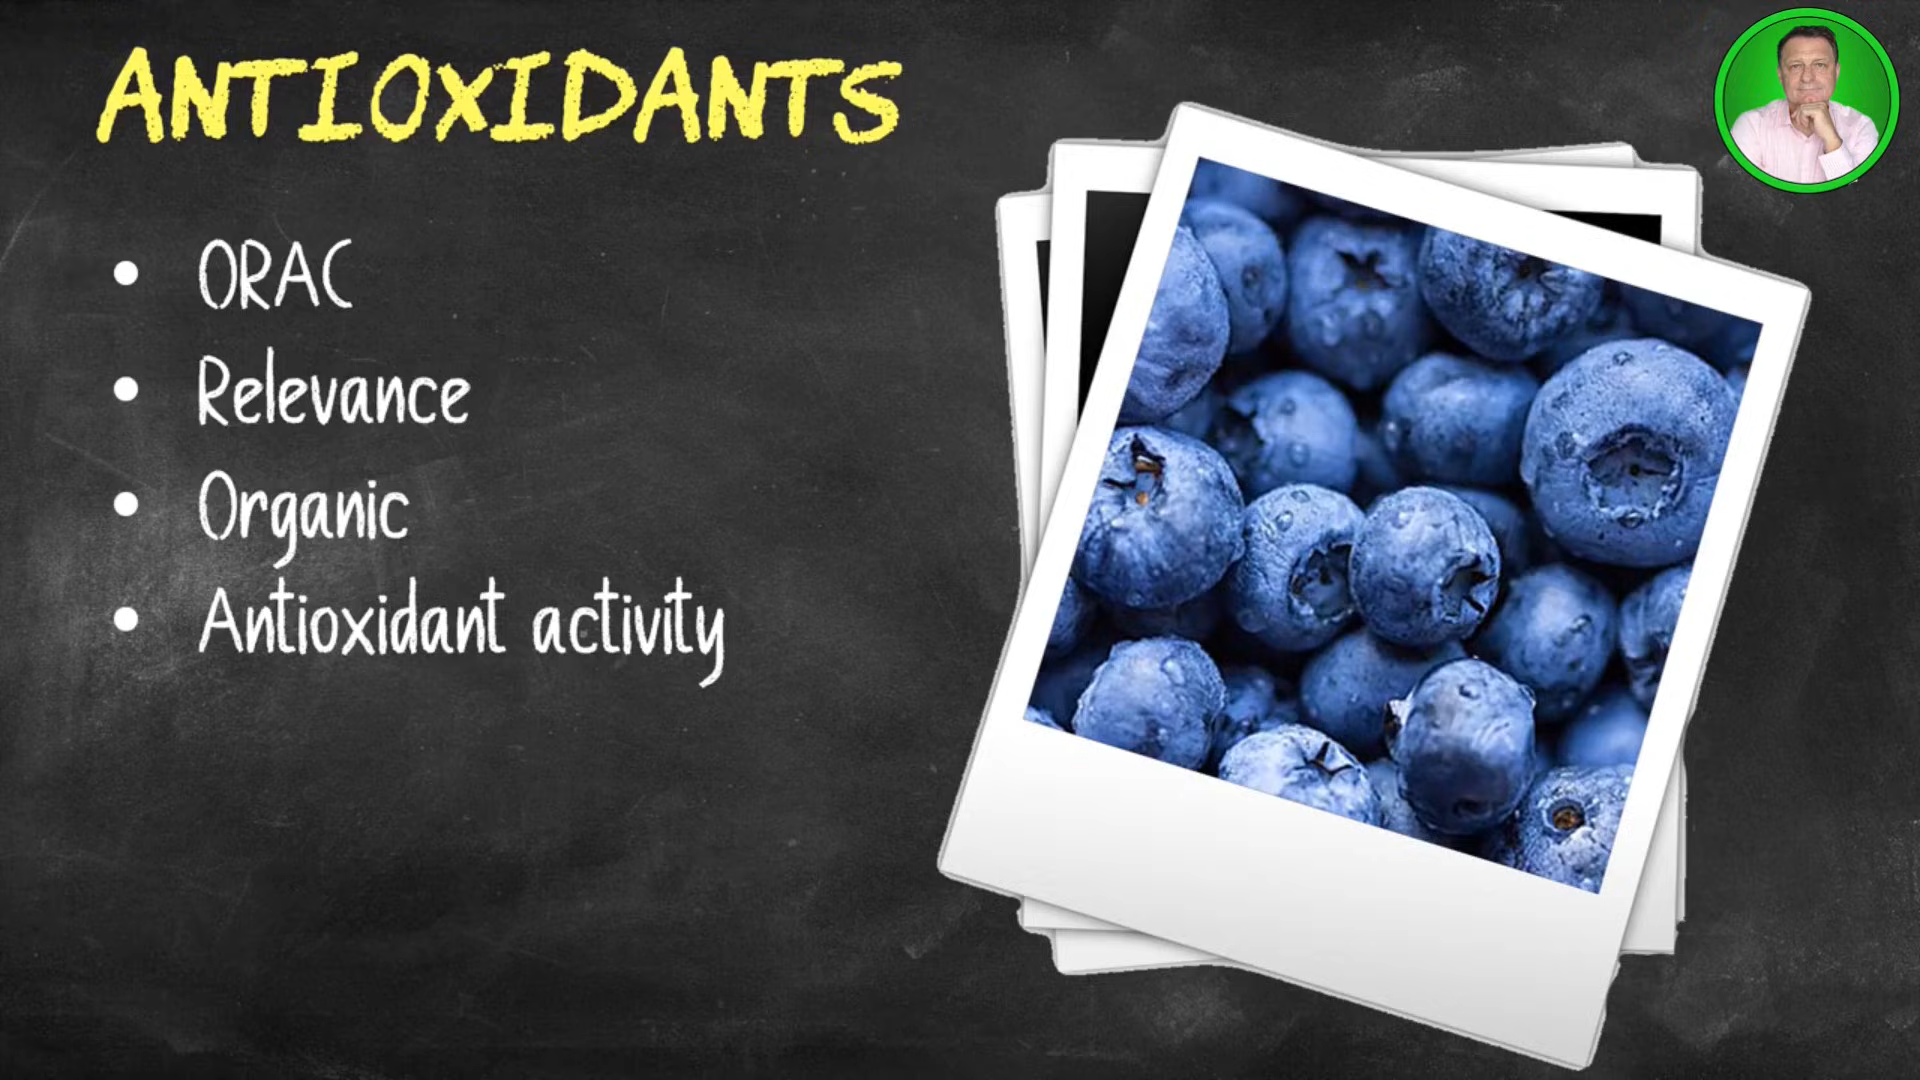 ANTIOXIDANTS
• ORAC
• Relevance
• Organic
• Antioxidant activity